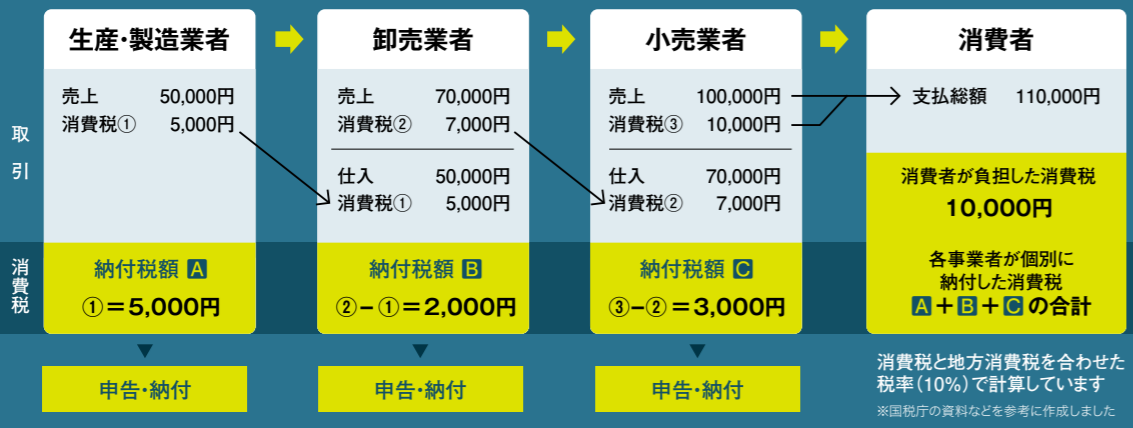 生産・製造業者
卸売業者
小売業者
消費者
取引
売上 50,000円
消費税① 5,000円
売上 70,000円
消費税② 7,000円
仕入 50,000円
消費税① 5,000円
売上 100,000円
消費税③ 10,000円
仕入 70,000円
消費税② 7,000円
支払総額 110,000円
消費者が負担した消費税
10,000円
各事業者が個別に
納付した消費税
A+B+Cの合計
消費税
納付税額 A
①=5,000円
納付税額 B
②-①=2,000円
納付税額 C
③-②=3,000円
申告・納付
申告・納付
申告・納付
消費税と地方消費税を合わせた
税率(10%)で計算しています
※国税庁の資料などを参考に作成しました